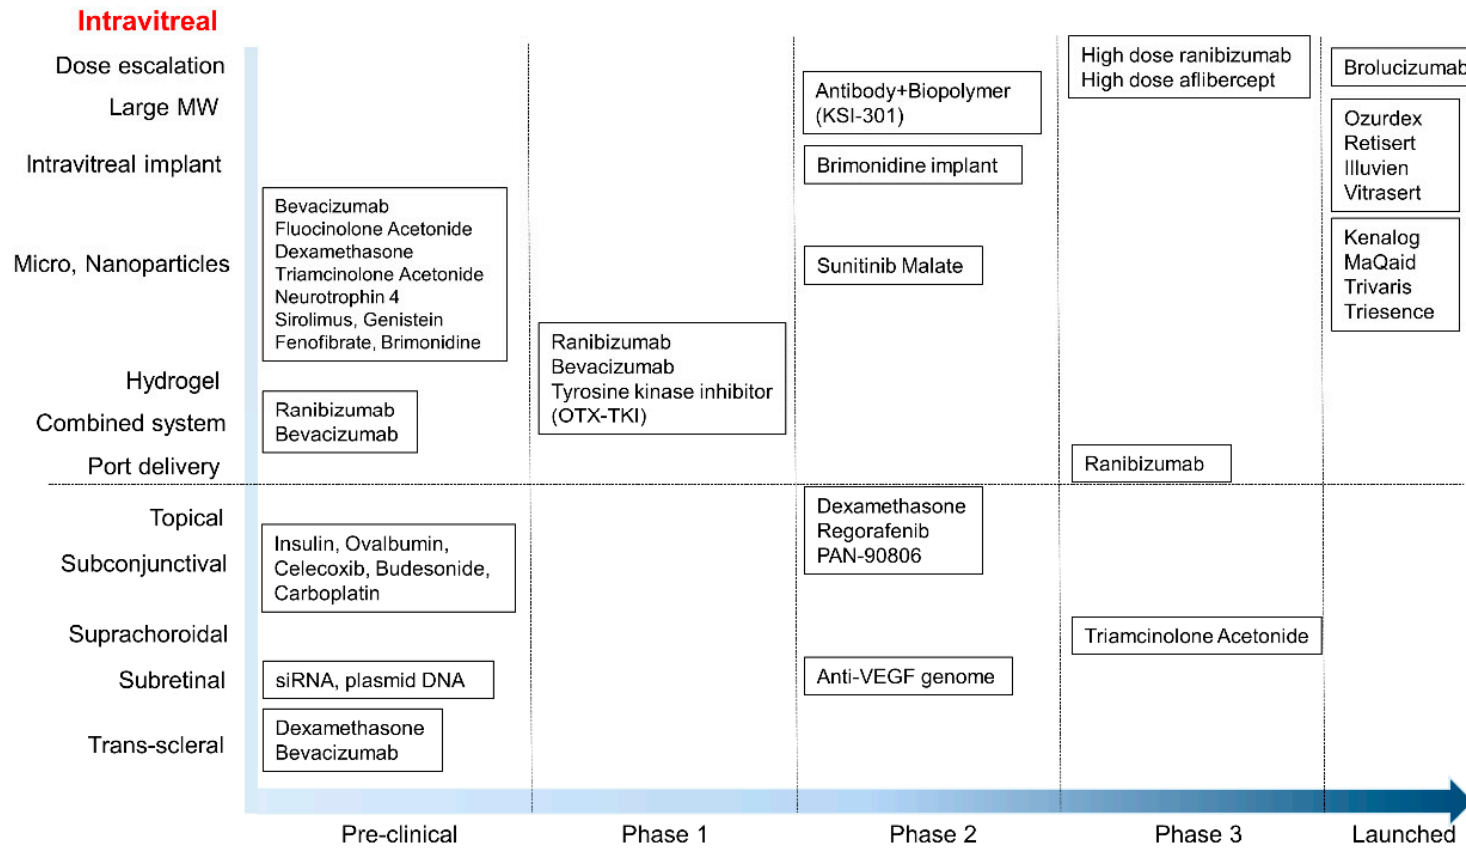 Intravitreal
Dose escalation
High dose ranibizumab
High dose aflibercept
Brolucizumab
Large MW
Antibody+Biopolymer
(KSI-301)
Ozurdex
Retisert
Illuvien
Vitrasert
Intravitreal implant
Brimonidine implant
Micro, Nanoparticles
Bevacizumab
Fluocinolone Acetonide
Dexamethasone
Triamcinolone Acetonide
Neurotrophin 4
Sirolimus, Genistein
Fenofibrate, Brimonidine
Sunitinib Malate
Kenalog
MaQaid
Trivaris
Triesence
Hydrogel
Ranibizumab
Bevacizumab
Tyrosine kinase inhibitor
(OTX-TKI)
Combined system
Ranibizumab
Bevacizumab
Port delivery
Ranibizumab
Topical
Dexamethasone
Regorafenib
PAN-90806
Subconjunctival
Insulin, Ovalbumin,
Celecoxib, Budesonide,
Carboplatin
Suprachoroidal
Triamcinolone Acetonide
Subretinal
siRNA, plasmid DNA
Anti-VEGF genome
Trans-scleral
Dexamethasone
Bevacizumab
Pre-clinical
Phase 1
Phase 2
Phase 3
Launched